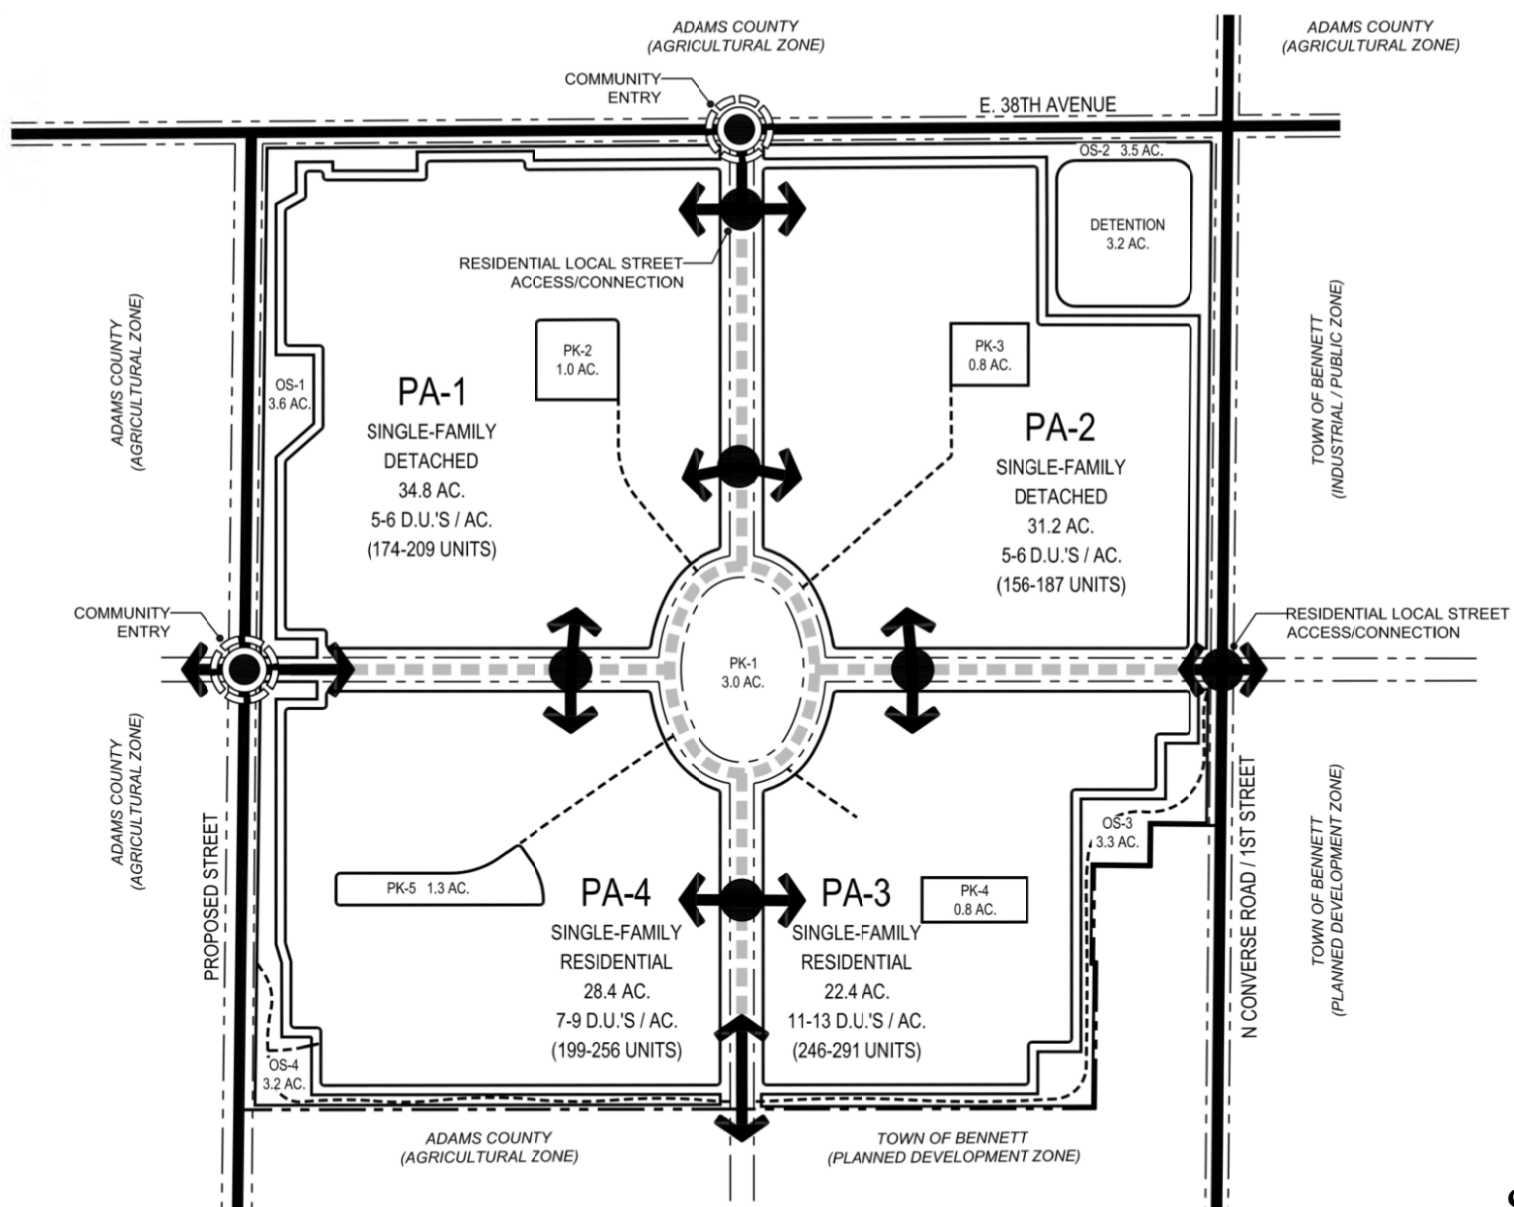 ADAMS COUNTY
(AGRICULTURAL ZONE)
ADAMS COUNTY
(AGRICULTURAL ZONE)
COMMUNITY
ENTRY
E. 38TH AVENUE
OS-2 3.5 AC.
DETENTION
3.2 AC.
RESIDENTIAL LOCAL STREET
ACCESS/CONNECTION
ADAMS COUNTY
(AGRICULTURAL ZONE)
OS-1
3.6 AC.
PK-2
1.0 AC.
PK-3
0.8 AC.
TOWN OF BENNETT
(INDUSTRIAL / PUBLIC ZONE)
PA-1
SINGLE-FAMILY
DETACHED
34.8 AC.
5-6 D.U.'S / AC.
(174-209 UNITS)
PA-2
SINGLE-FAMILY
DETACHED
31.2 AC.
5-6 D.U.'S / AC.
(156-187 UNITS)
COMMUNITY
ENTRY
RESIDENTIAL LOCAL STREET
ACCESS/CONNECTION
PK-1
3.0 AC.
ADAMS COUNTY
(AGRICULTURAL ZONE)
PROPOSED STREET
OS-3
3.3 AC.
N CONVERSE ROAD / 1ST STREET
TOWN OF BENNETT
(PLANNED DEVELOPMENT ZONE)
PK-5 1.3 AC.
PA-4
SINGLE-FAMILY
RESIDENTIAL
28.4 AC.
7-9 D.U.'S / AC.
(199-256 UNITS)
PA-3
SINGLE-FAMILY
RESIDENTIAL
22.4 AC.
11-13 D.U.'S / AC.
(246-291 UNITS)
PK-4
0.8 AC.
OS-4
3.2 AC.
ADAMS COUNTY
(AGRICULTURAL ZONE)
TOWN OF BENNETT
(PLANNED DEVELOPMENT ZONE)